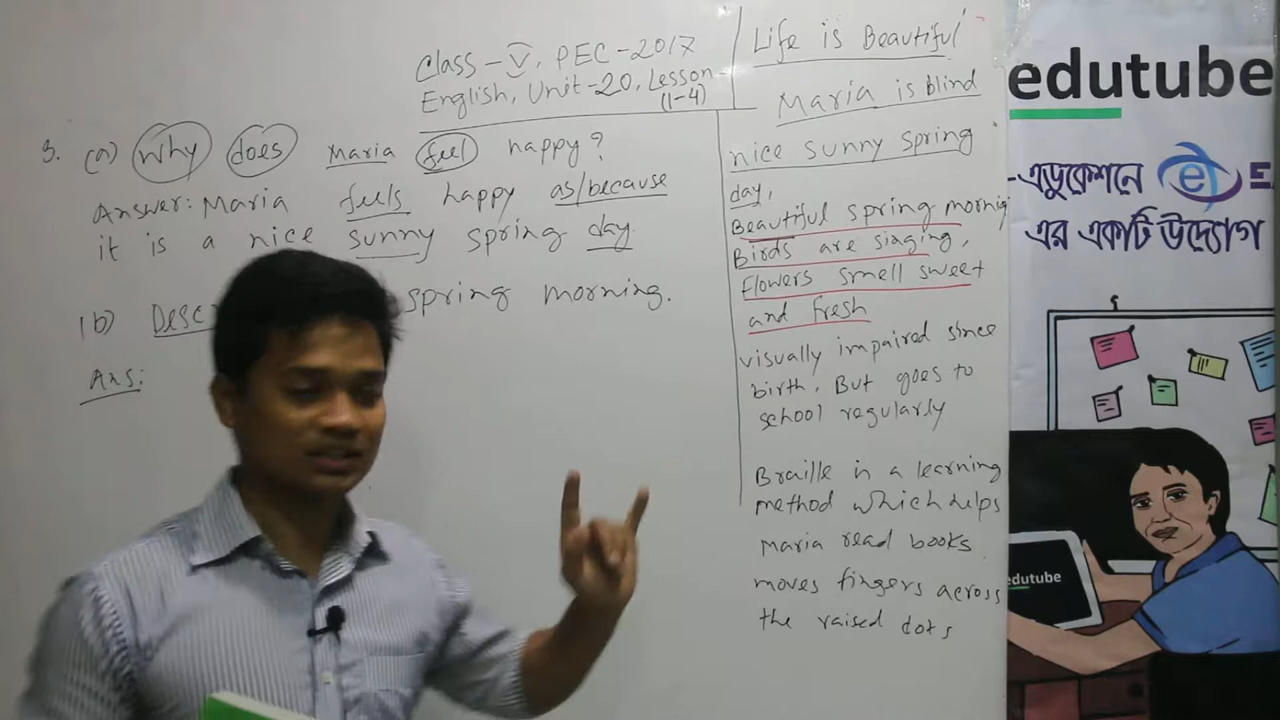 Class - V, PEC - 2017
English, Unit-20, Lesson
(1-4)
Life is Beautiful
Maria is blind
3. (a) Why does Maria feel happy?
Answer: Maria feels happy as/because
it is a nice sunny spring day.
(b) Desc spring morning.
Ans:
nice sunny spring
day,
Beautiful spring mornig
Birds are singing,
flowers smell sweet
and fresh
visually impaired since
birth. But goes to
school regularly
Braille is a learning
method which helps
Maria read books.
moves fingers across
the raised dots
edutube
-এডুকেশনে e E
এর একটি উদ্যোগ
edutube